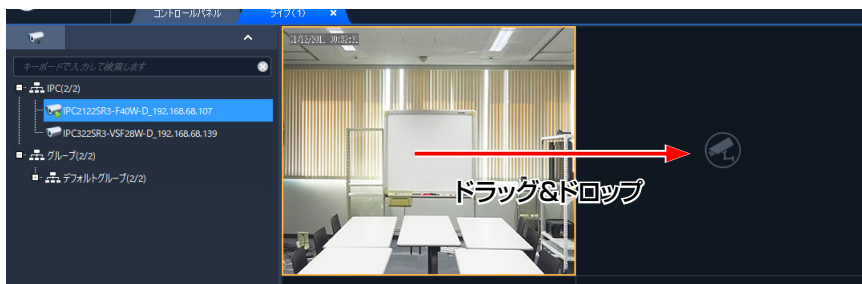 コントロールパネル
ライブ(1)
キーボードで入力して検索します
IPC(2/2)
IPC2122SR3-F40W-D_192.168.68.107
IPC322SR3-VSF28W-D_192.168.68.139
グループ(2/2)
デフォルトグループ(2/2)
ドラッグ&ドロップ